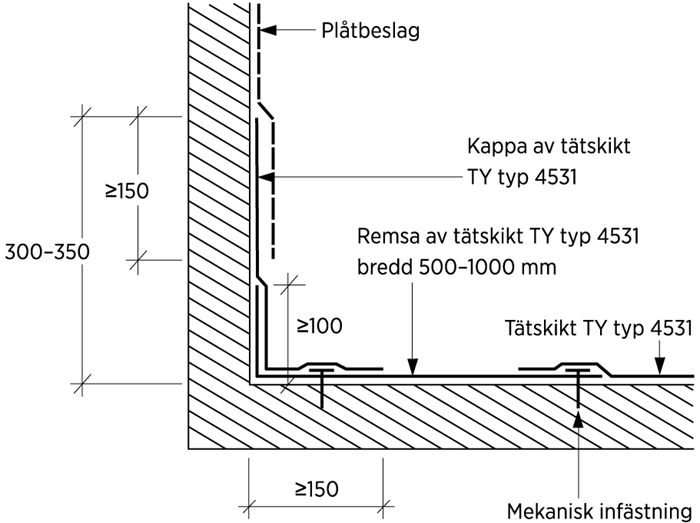 Plåtbeslag
Kappa av tätskikt
TY typ 4531
≥150
300–350
Remsa av tätskikt TY typ 4531
bredd 500–1000 mm
≥100
Tätskikt TY typ 4531
≥150
Mekanisk infästning